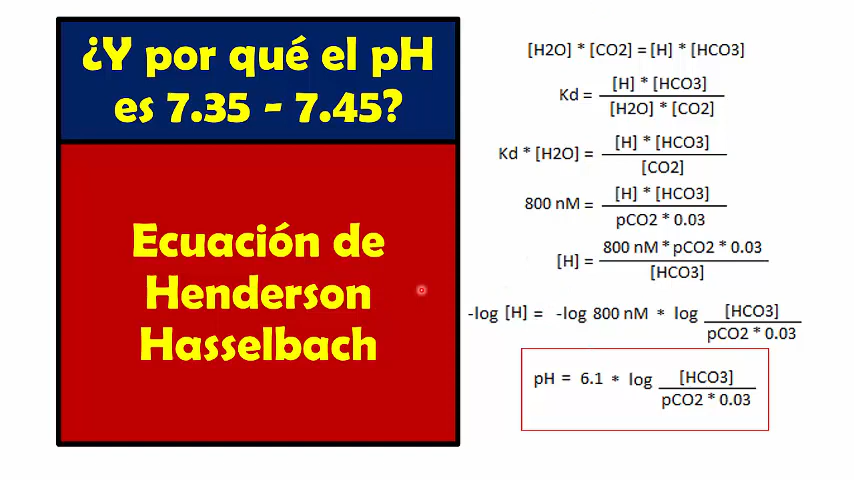 ¿Y por qué el pH
es 7.35 - 7.45?
Ecuación de
Henderson
Hasselbach
[H2O] * [CO2] = [H] * [HCO3]
Kd = [H] * [HCO3]
[H2O] * [CO2]
Kd * [H2O] = [H] * [HCO3]
[CO2]
800 nM = [H] * [HCO3]
pCO2 * 0.03
[H] = 800 nM * pCO2 * 0.03
[HCO3]
-log [H] = -log 800 nM * log [HCO3]
pCO2 * 0.03
pH = 6.1 * log [HCO3]
pCO2 * 0.03